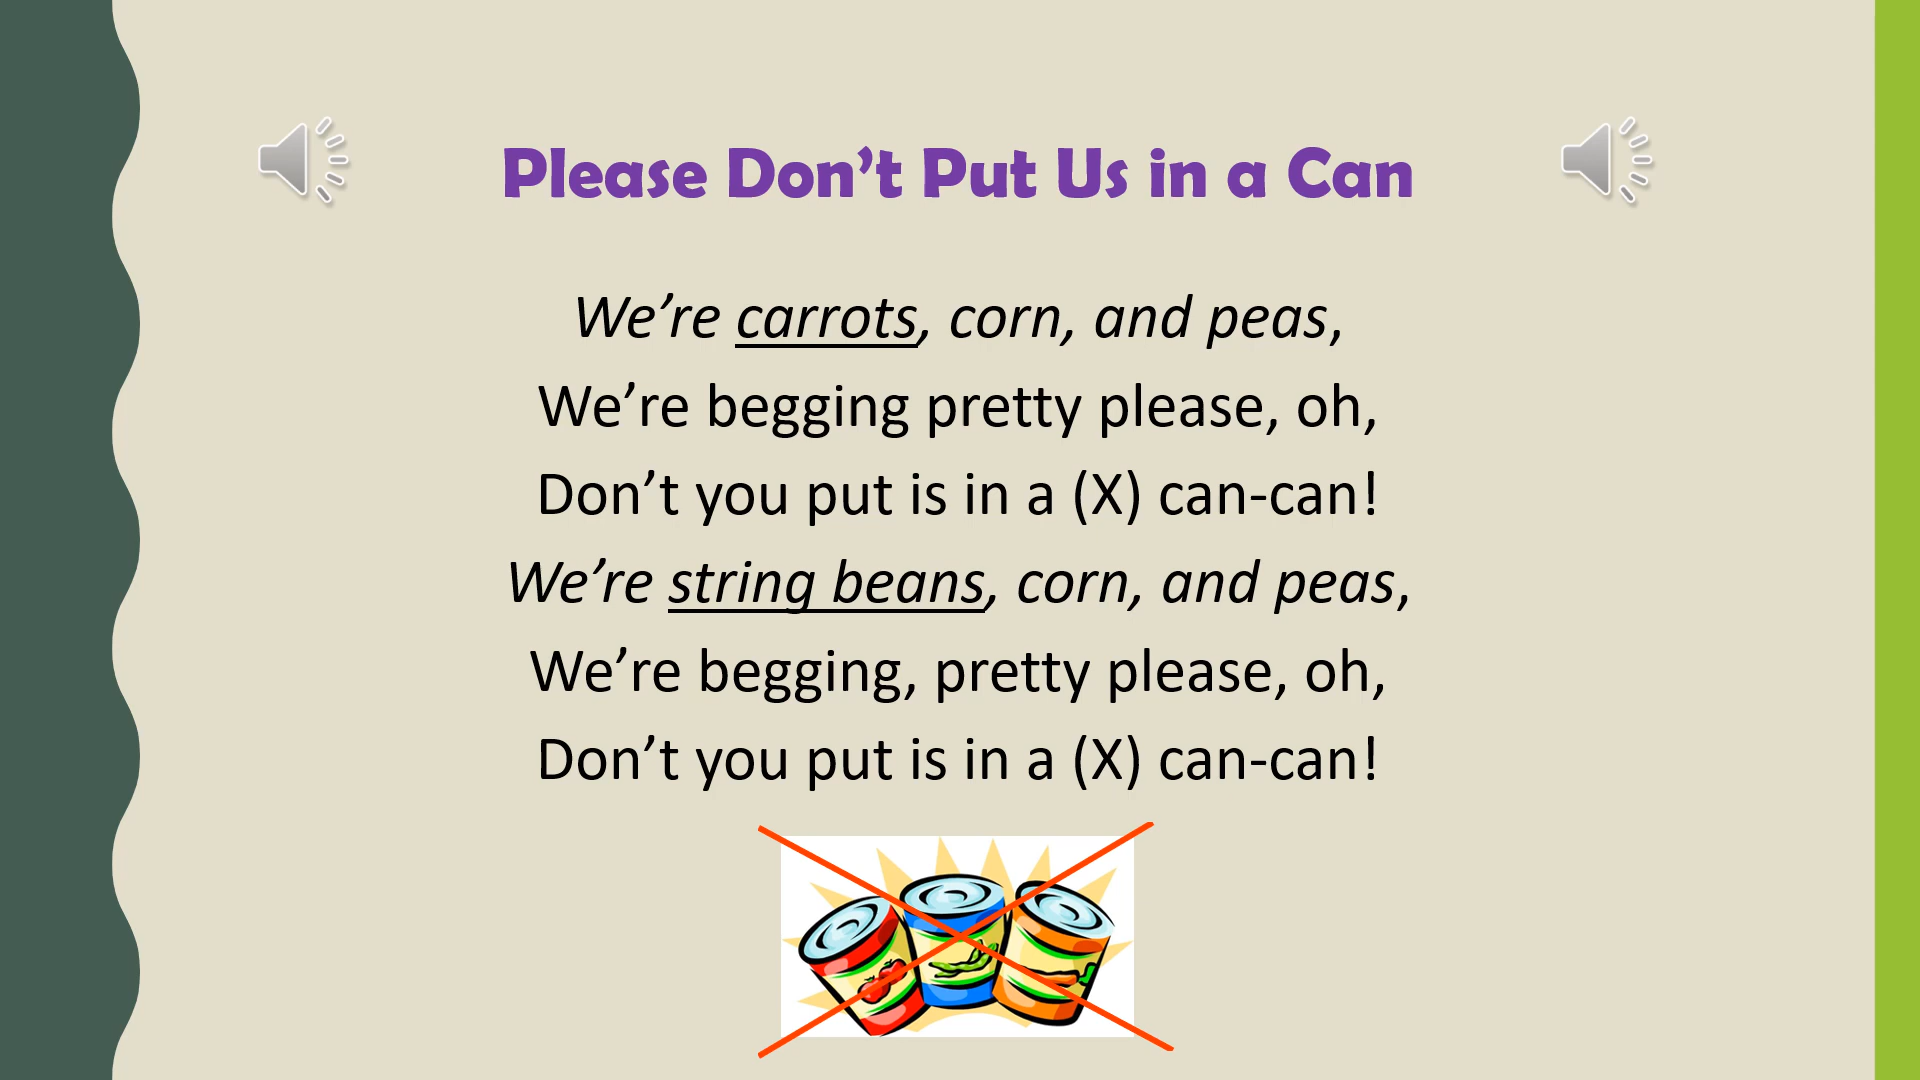 Please Don’t Put Us in a Can
We’re carrots, corn, and peas,
We’re begging pretty please, oh,
Don’t you put is in a (X) can-can!
We’re string beans, corn, and peas,
We’re begging, pretty please, oh,
Don’t you put is in a (X) can-can!